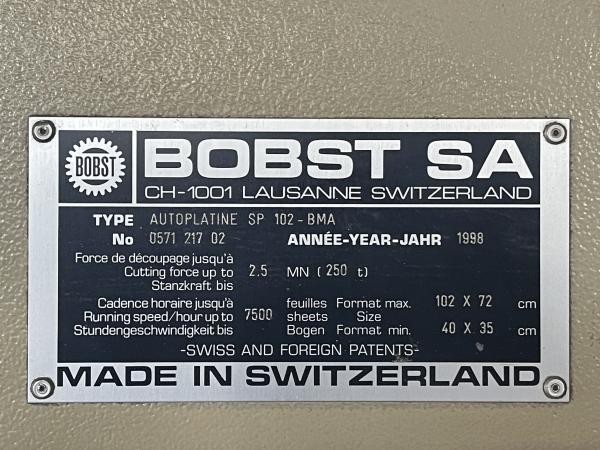 BOBST
BOBST SA
CH-1001 LAUSANNE SWITZERLAND
TYPE AUTOPLATINE SP 102-BMA
No 0571 217 02 ANNÉE-YEAR-JAHR 1998
Force de découpage jusqu'à
Cutting force up to 2.5 MN ( 250 t)
Stanzkraft bis
Cadence horaire jusqu'à feuilles Format max. 102 X 72 cm
Running speed/hour up to 7500 sheets Size
Stundengeschwindigkeit bis Bogen Format min. 40 X 35 cm
-SWISS AND FOREIGN PATENTS-
MADE IN SWITZERLAND